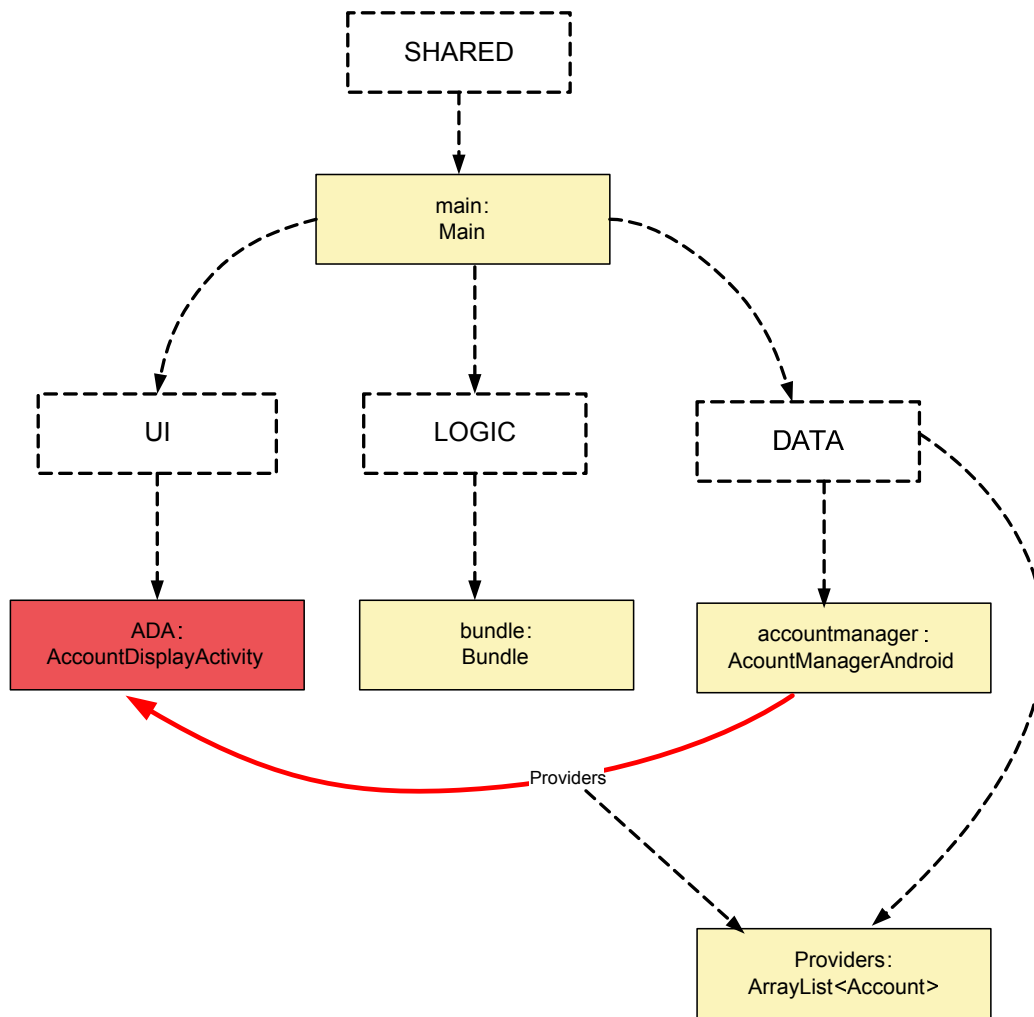 SHARED
main:
Main
UI
LOGIC
DATA
ADA:
AccountDisplayActivity
bundle:
Bundle
accountmanager:
AcountManagerAndroid
Providers
Providers:
ArrayList<Account>